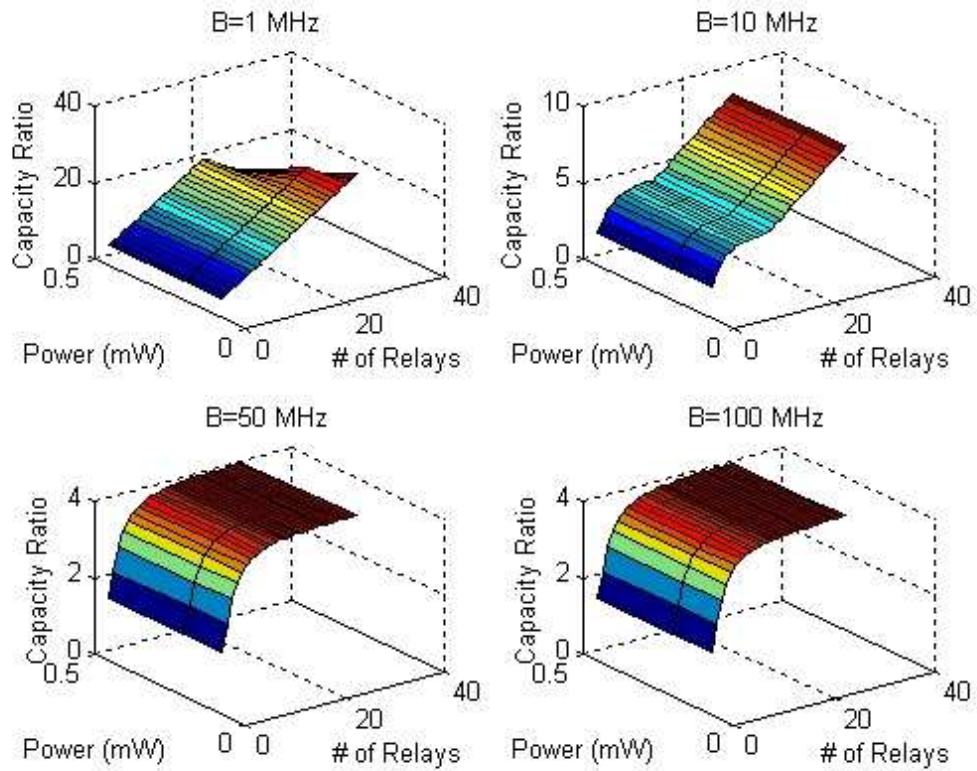 B=1 MHz
40
20
0
0.5
Capacity Ratio
Power (mW)
0
0
20
40
# of Relays
B=10 MHz
10
5
0
0.5
Capacity Ratio
Power (mW)
0
0
20
40
# of Relays
B=50 MHz
4
2
0
0.5
Capacity Ratio
Power (mW)
0
0
20
40
# of Relays
B=100 MHz
4
2
0
0.5
Capacity Ratio
Power (mW)
0
0
20
40
# of Relays